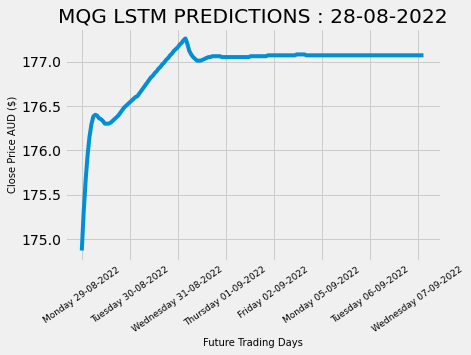 MQG LSTM PREDICTIONS : 28-08-2022
177.0
176.5
176.0
175.5
175.0
Close Price AUD ($)
Monday 29-08-2022
Tuesday 30-08-2022
Wednesday 31-08-2022
Thursday 01-09-2022
Friday 02-09-2022
Monday 05-09-2022
Tuesday 06-09-2022
Wednesday 07-09-2022
Future Trading Days